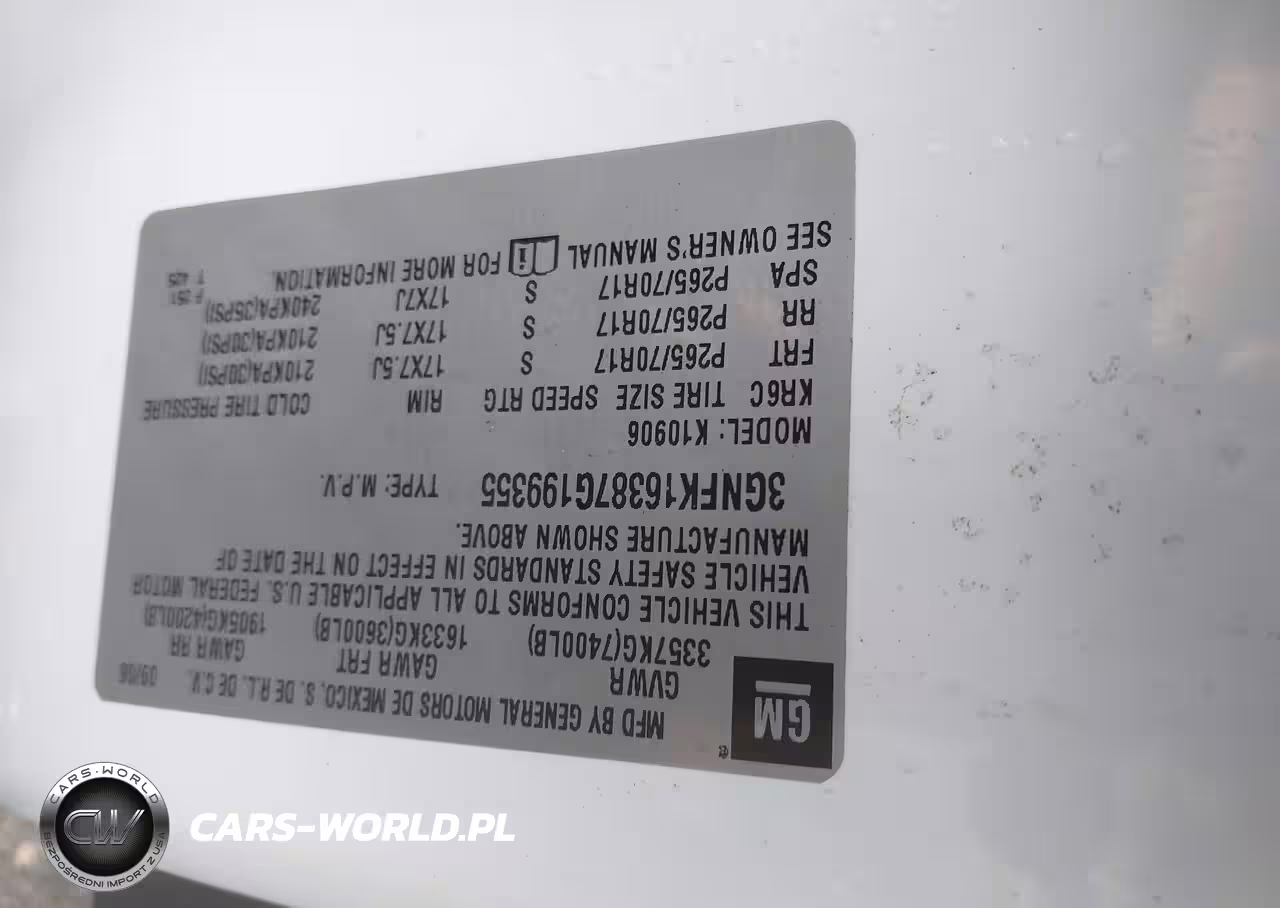 GM
®
MFD BY GENERAL MOTORS DE MEXICO, S. DE R.L. DE C.V. 09/06
GVWR GAWR FRT GAWR RR
3357KG(7400LB) 1633KG(3600LB) 1905KG(4200LB)
THIS VEHICLE CONFORMS TO ALL APPLICABLE U.S. FEDERAL MOTOR
VEHICLE SAFETY STANDARDS IN EFFECT ON THE DATE OF
MANUFACTURE SHOWN ABOVE.
3GNFK16387G199355 TYPE: M.P.V.
MODEL: K10906
KR6C TIRE SIZE SPEED RTG RIM COLD TIRE PRESSURE
FRT P265/70R17 S 17X7.5J 210KPA(30PSI)
RR P265/70R17 S 17X7.5J 210KPA(30PSI)
SPA P265/70R17 S 17X7J 240KPA(35PSI)
SEE OWNER'S MANUAL i FOR MORE INFORMATION.
T 425
CARS-WORLD
CW
BEZPOŚREDNI IMPORT Z USA
CARS-WORLD.PL